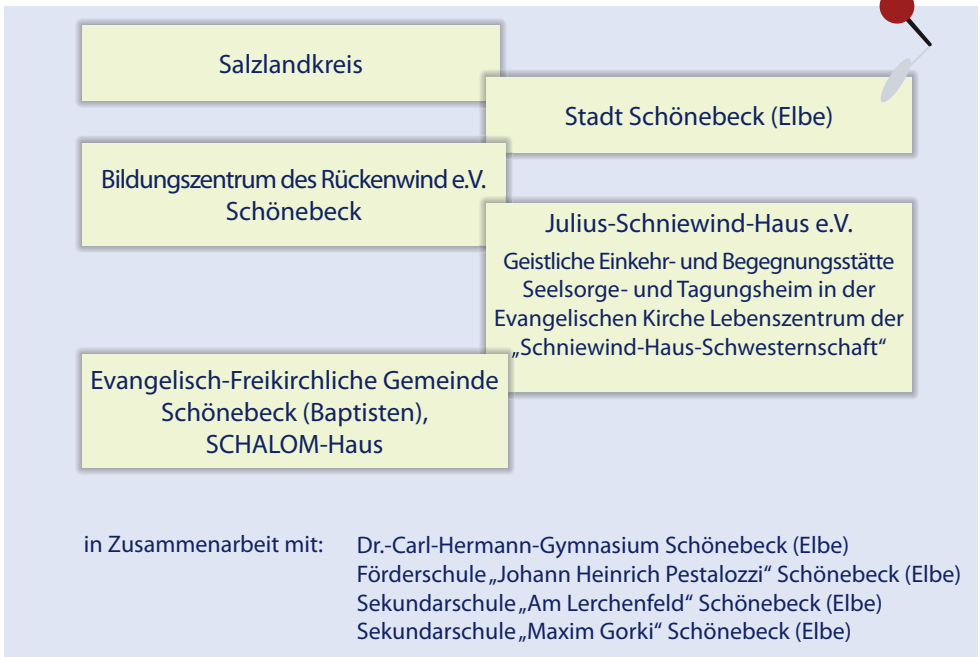 Salzlandkreis
Stadt Schönebeck (Elbe)
Bildungszentrum des Rückenwind e.V.
Schönebeck
Julius-Schniewind-Haus e.V.
Geistliche Einkehr- und Begegnungsstätte
Seelsorge- und Tagungsheim in der
Evangelischen Kirche Lebenszentrum der
„Schniewind-Haus-Schwesternschaft“
Evangelisch-Freikirchliche Gemeinde
Schönebeck (Baptisten),
SCHALOM-Haus
in Zusammenarbeit mit: Dr.-Carl-Hermann-Gymnasium Schönebeck (Elbe)
Förderschule „Johann Heinrich Pestalozzi“ Schönebeck (Elbe)
Sekundarschule „Am Lerchenfeld“ Schönebeck (Elbe)
Sekundarschule „Maxim Gorki“ Schönebeck (Elbe)